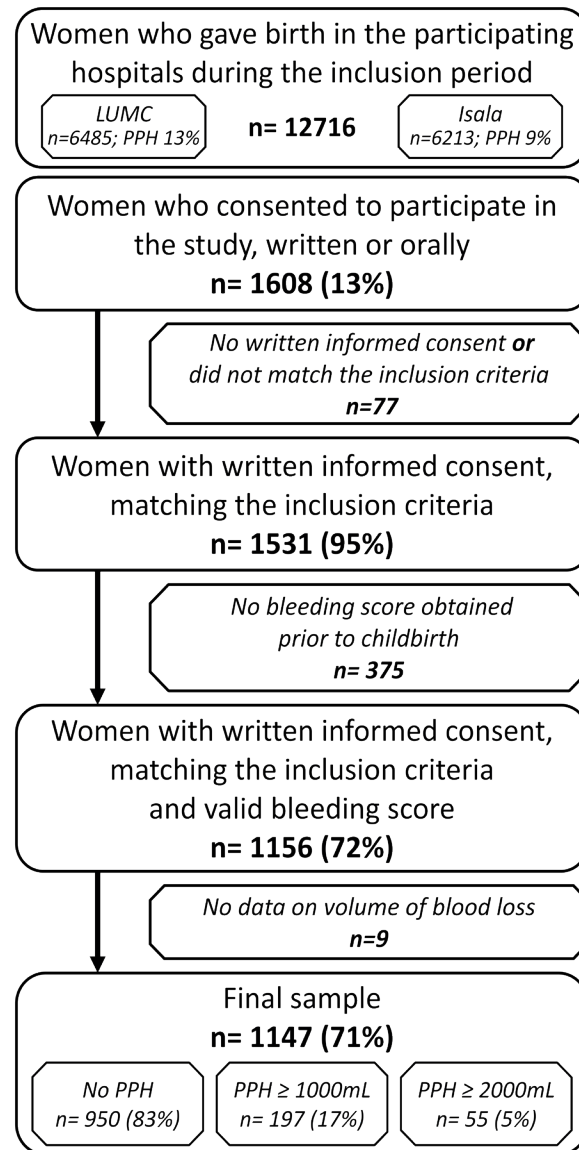 Women who gave birth in the participating
hospitals during the inclusion period
LUMC
n=6485; PPH 13%
n= 12716
Isala
n=6213; PPH 9%
Women who consented to participate in
the study, written or orally
n= 1608 (13%)
No written informed consent or
did not match the inclusion criteria
n=77
Women with written informed consent,
matching the inclusion criteria
n= 1531 (95%)
No bleeding score obtained
prior to childbirth
n= 375
Women with written informed consent,
matching the inclusion criteria
and valid bleeding score
n= 1156 (72%)
No data on volume of blood loss
n=9
Final sample
n= 1147 (71%)
No PPH
n= 950 (83%)
PPH ≥ 1000mL
n= 197 (17%)
PPH ≥ 2000mL
n= 55 (5%)